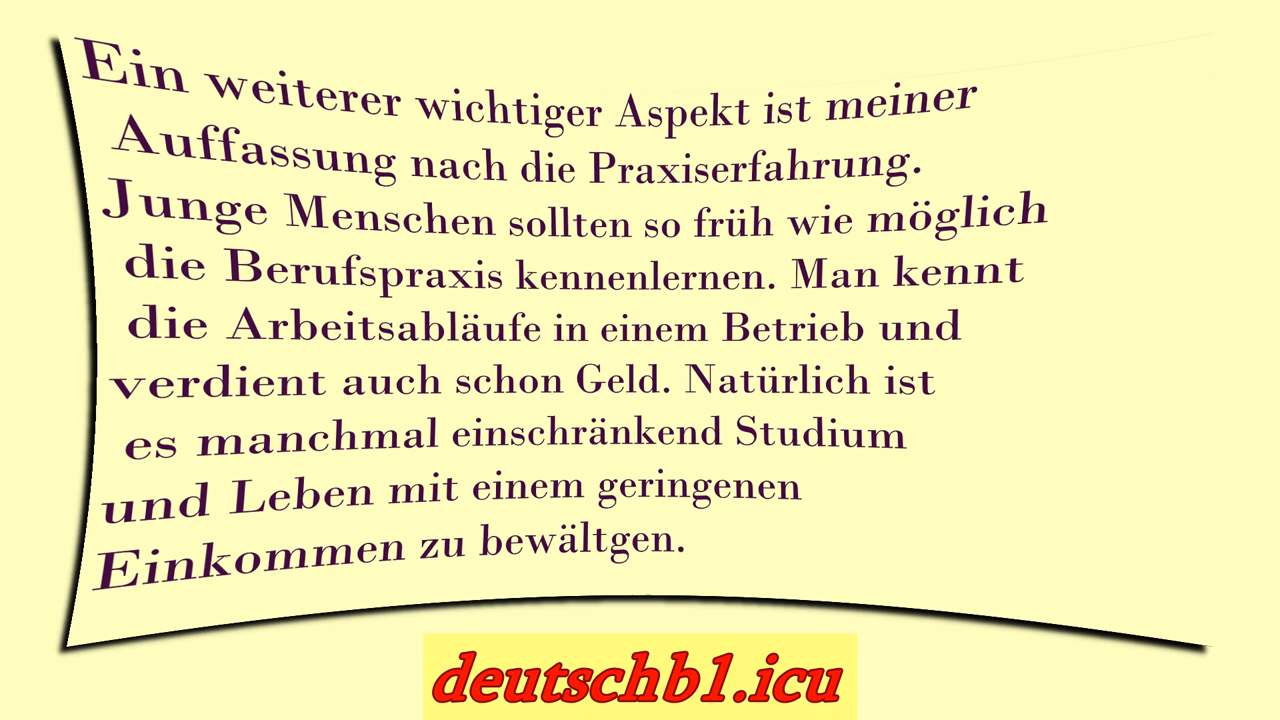 Ein weiterer wichtiger Aspekt ist meiner
Auffassung nach die Praxiserfahrung.
Junge Menschen sollten so früh wie möglich
die Berufspraxis kennenlernen. Man kennt
die Arbeitsabläufe in einem Betrieb und
verdient auch schon Geld. Natürlich ist
es manchmal einschränkend Studium
und Leben mit einem geringenen
Einkommen zu bewältgen.
deutschb1.icu